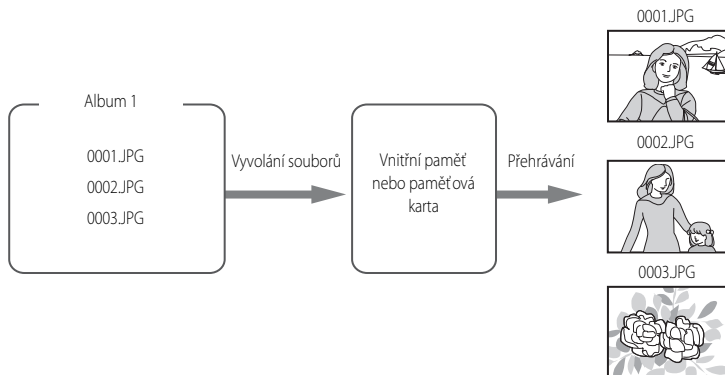 Album 1
0001.JPG
0002.JPG
0003.JPG
Vyvolání souborů
Vnitřní paměť
nebo paměťová
karta
Přehrávání
0001.JPG
0002.JPG
0003.JPG